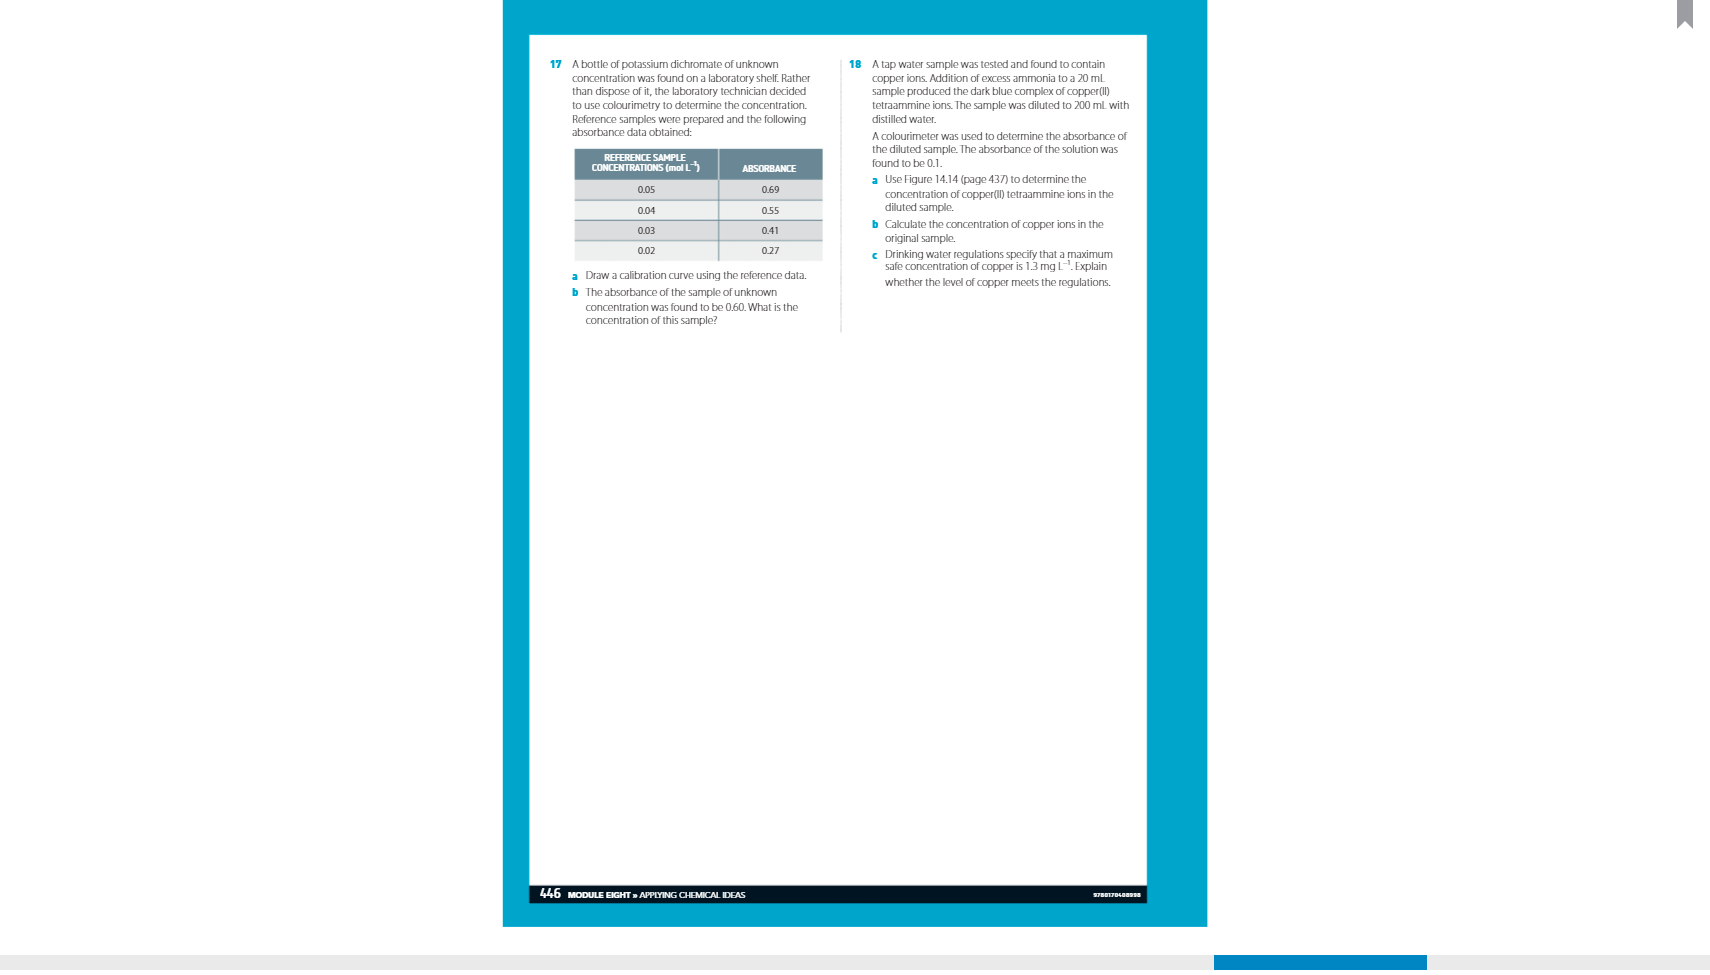 17 A bottle of potassium dichromate of unknown
concentration was found on a laboratory shelf. Rather
than dispose of it, the laboratory technician decided
to use colourimetry to determine the concentration.
Reference samples were prepared and the following
absorbance data obtained:
REFERENCE SAMPLE
CONCENTRATIONS (mol L⁻¹) ABSORBANCE
0.05 0.69
0.04 0.55
0.03 0.41
0.02 0.27
a Draw a calibration curve using the reference data.
b The absorbance of the sample of unknown
concentration was found to be 0.60. What is the
concentration of this sample?
18 A tap water sample was tested and found to contain
copper ions. Addition of excess ammonia to a 20 mL
sample produced the dark blue complex of copper(II)
tetraammine ions. The sample was diluted to 200 mL with
distilled water.
A colourimeter was used to determine the absorbance of
the diluted sample. The absorbance of the solution was
found to be 0.1.
a Use Figure 14.14 (page 437) to determine the
concentration of copper(II) tetraammine ions in the
diluted sample.
b Calculate the concentration of copper ions in the
original sample.
c Drinking water regulations specify that a maximum
safe concentration of copper is 1.3 mg L⁻¹. Explain
whether the level of copper meets the regulations.
446 MODULE EIGHT » APPLYING CHEMICAL IDEAS
9780170408998